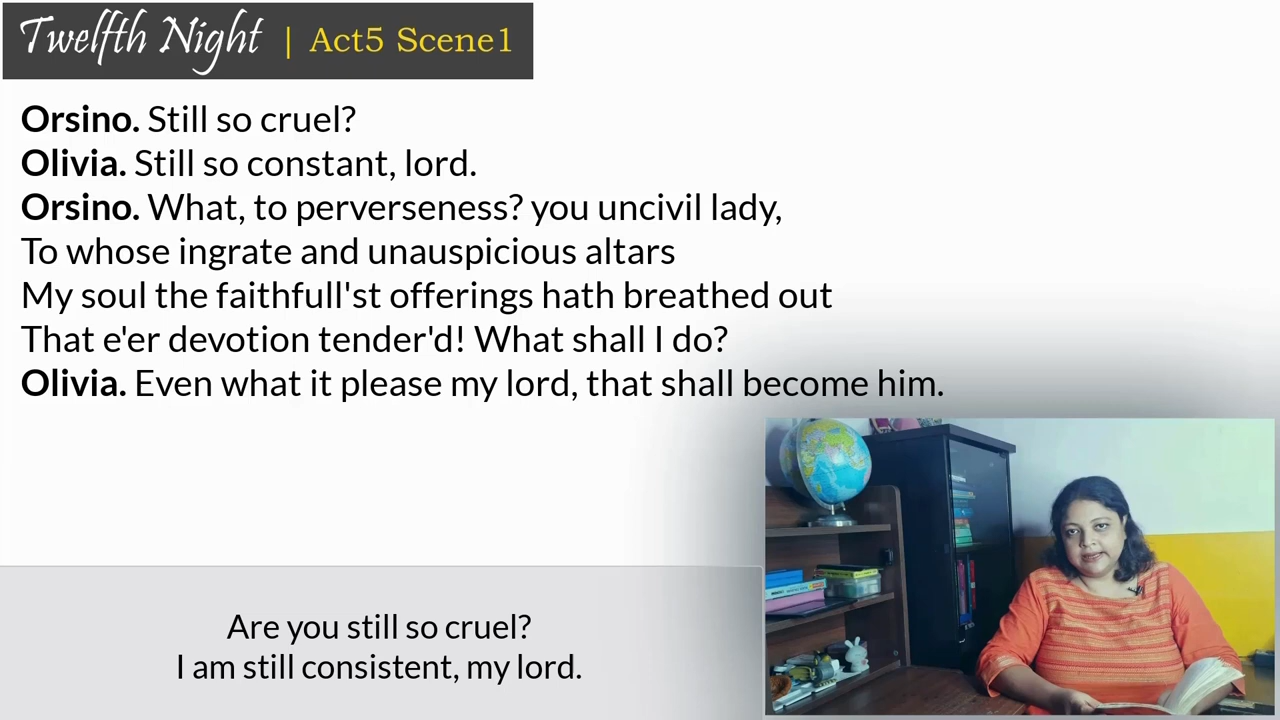 Twelfth Night | Act5 Scene1
Orsino. Still so cruel?
Olivia. Still so constant, lord.
Orsino. What, to perverseness? you uncivil lady,
To whose ingrate and unauspicious altars
My soul the faithfull'st offerings hath breathed out
That e'er devotion tender'd! What shall I do?
Olivia. Even what it please my lord, that shall become him.
Are you still so cruel?
I am still consistent, my lord.